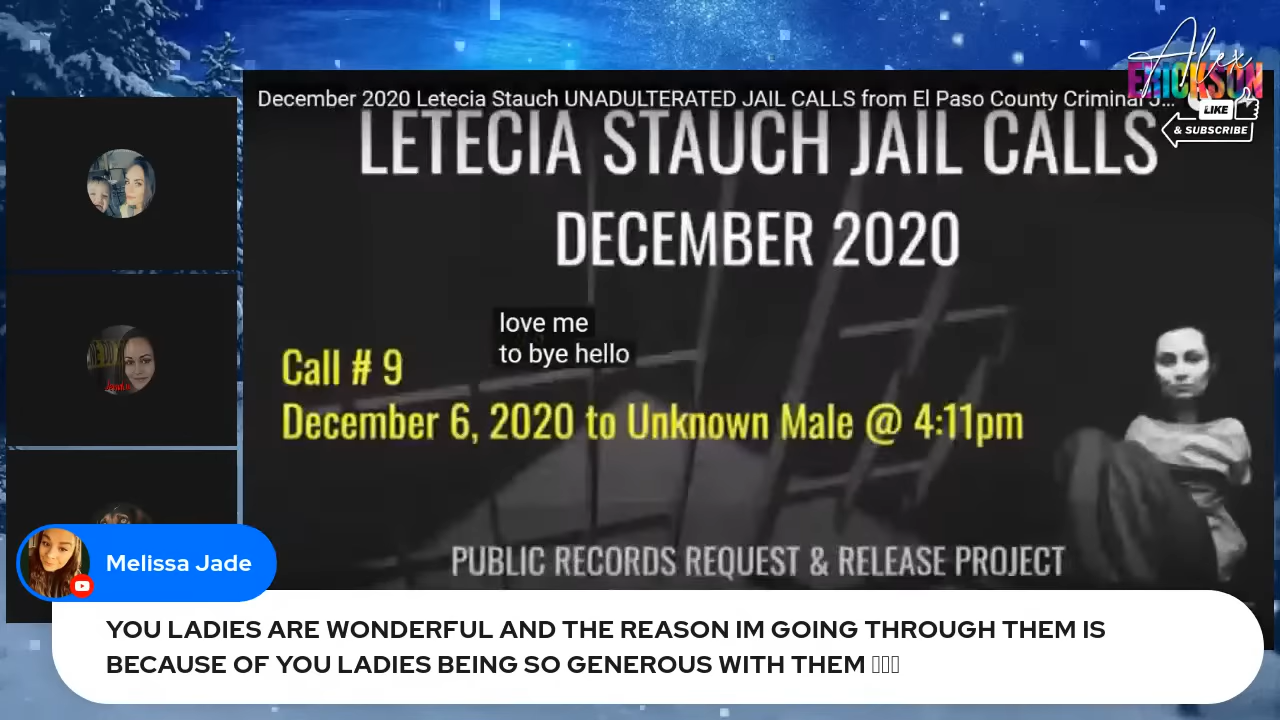 Alex
ERICKSON
LIKE
& SUBSCRIBE
December 2020 Letecia Stauch UNADULTERATED JAIL CALLS from El Paso County Criminal J...
LETECIA STAUCH JAIL CALLS
DECEMBER 2020
love me
to bye hello
Call # 9
December 6, 2020 to Unknown Male @ 4:11pm
PUBLIC RECORDS REQUEST & RELEASE PROJECT
Melissa Jade
YOU LADIES ARE WONDERFUL AND THE REASON IM GOING THROUGH THEM IS
BECAUSE OF YOU LADIES BEING SO GENEROUS WITH THEM